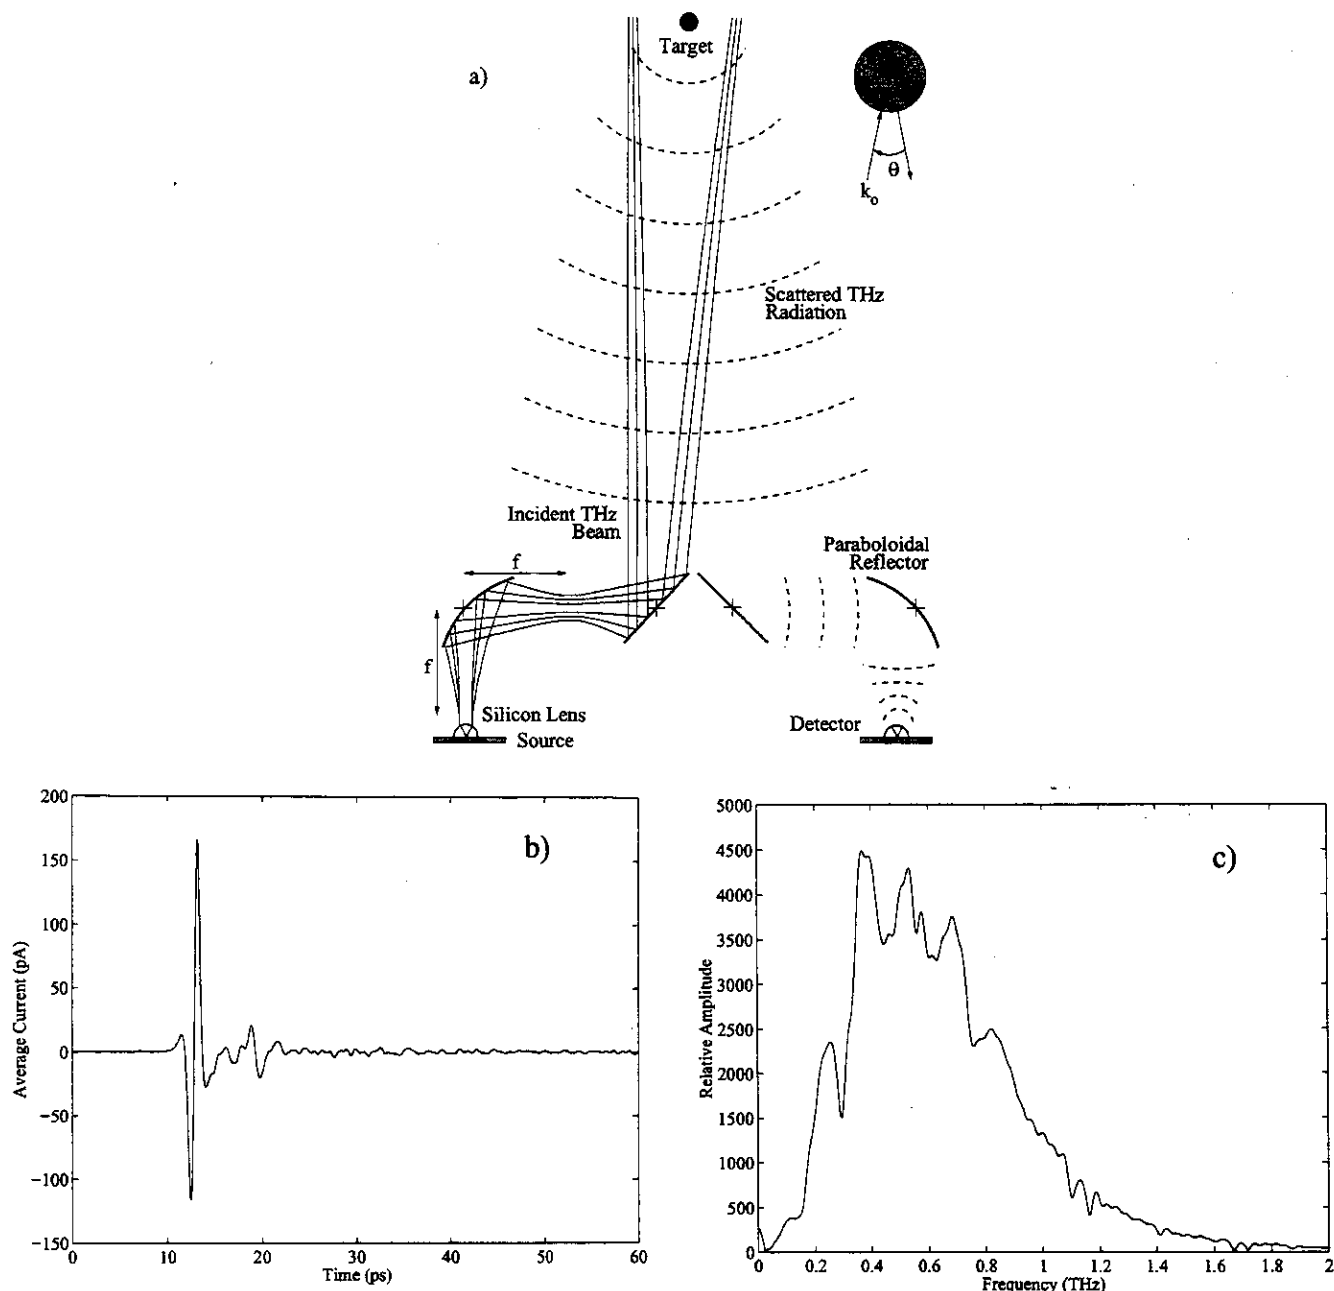 Target
a)
θ
k₀
Scattered THz
Radiation
Incident THz
Beam
Paraboloidal
Reflector
f
f
Silicon Lens
Source
Detector
b)
Average Current (pA)
200
150
100
50
0
−50
−100
−150
0
10
20
30
40
50
60
Time (ps)
c)
Relative Amplitude
5000
4500
4000
3500
3000
2500
2000
1500
1000
500
0
0
0.2
0.4
0.6
0.8
1
1.2
1.4
1.6
1.8
2
Frequency (THz)